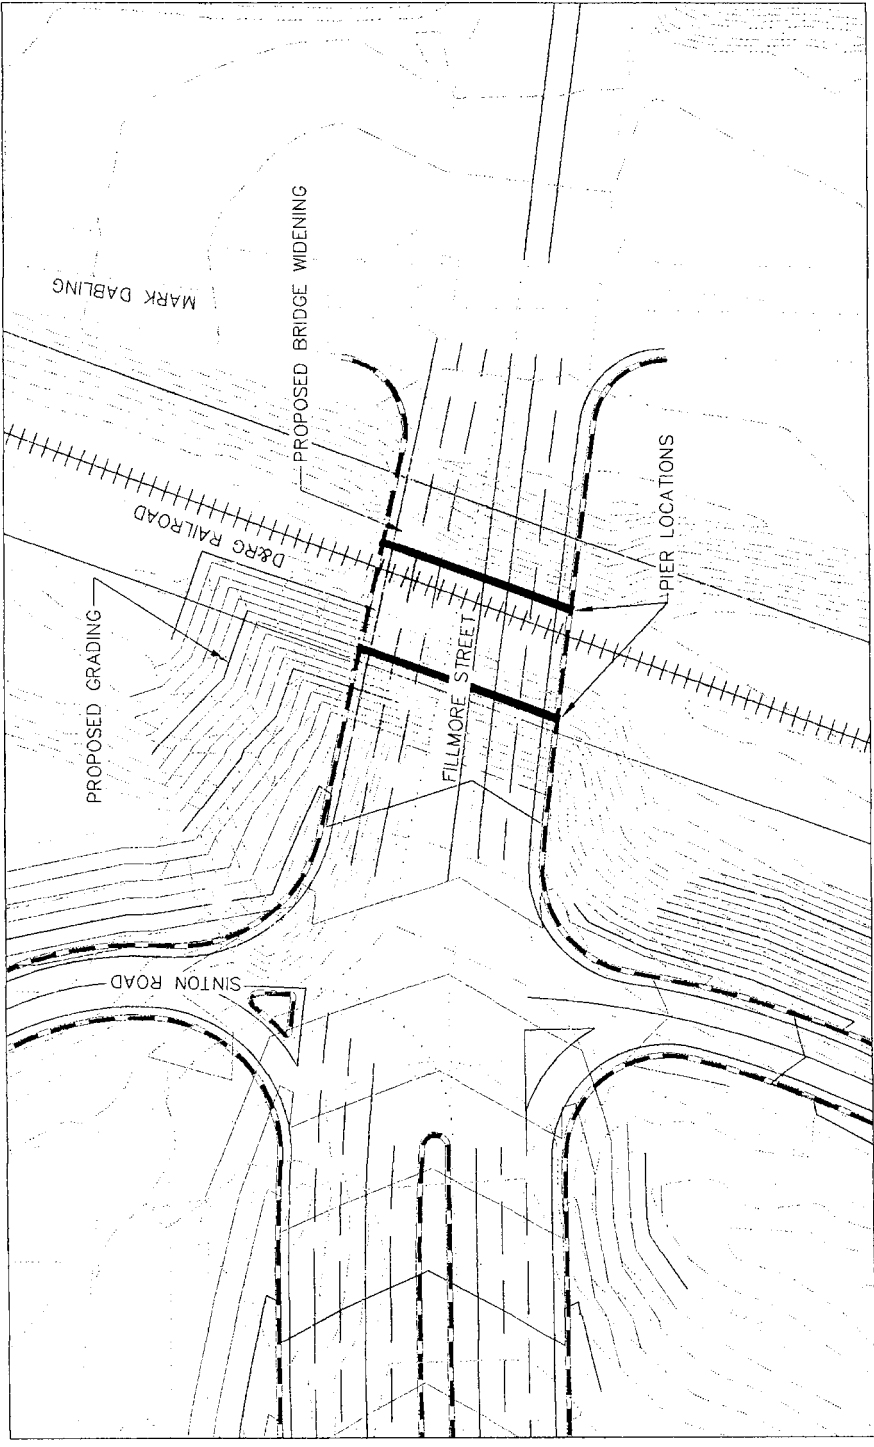 MARK DABLING
PROPOSED BRIDGE WIDENING
D&RG RAILROAD
PROPOSED GRADING
PIER LOCATIONS
FILLMORE STREET
SINTON ROAD